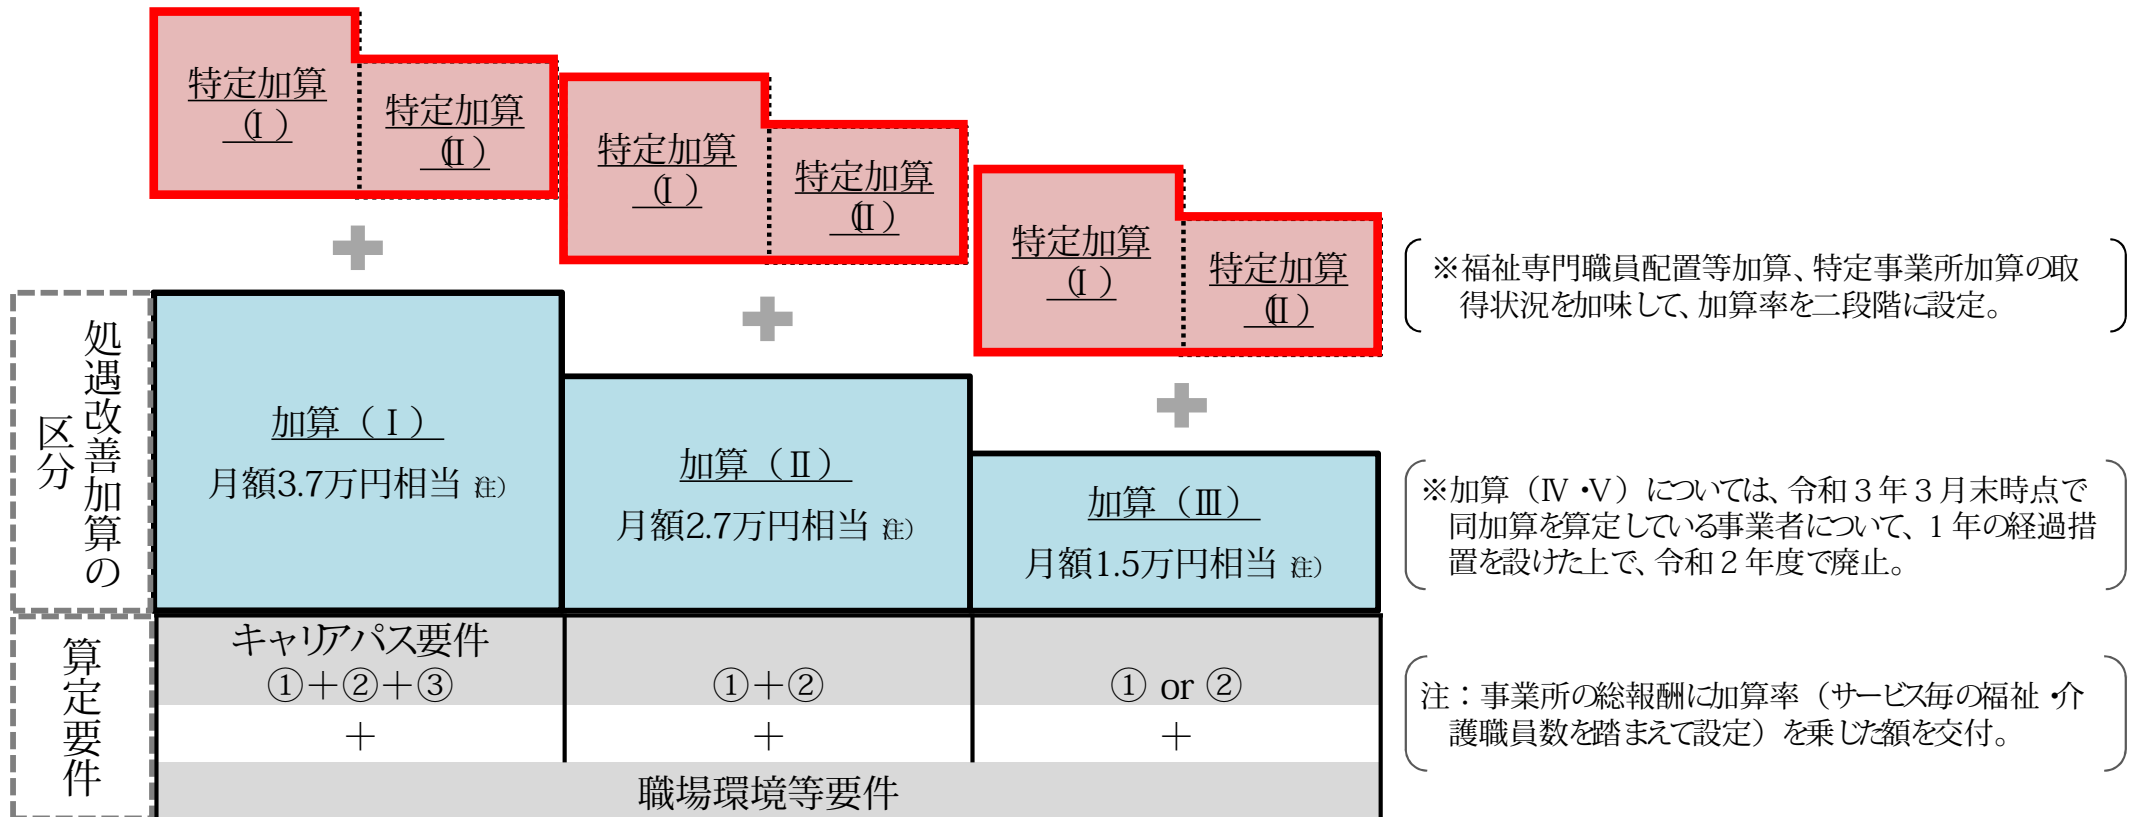 特定加算
（Ⅰ）
特定加算
（Ⅱ）
特定加算
（Ⅰ）
特定加算
（Ⅱ）
特定加算
（Ⅰ）
特定加算
（Ⅱ）
※福祉専門職員配置等加算、特定事業所加算の取
得状況を加味して、加算率を二段階に設定。
処遇改善加算の
区分
加算（Ⅰ）
月額3.7万円相当 注）
加算（Ⅱ）
月額2.7万円相当 注）
加算（Ⅲ）
月額1.5万円相当 注）
※加算（Ⅳ・Ⅴ）については、令和３年３月末時点で
同加算を算定している事業者について、１年の経過措
置を設けた上で、令和２年度で廃止。
算定要件
キャリアパス要件
①＋②＋③
①＋②
① or ②
＋
＋
＋
職場環境等要件
注：事業所の総報酬に加算率（サービス毎の福祉・介
護職員数を踏まえて設定）を乗じた額を交付。